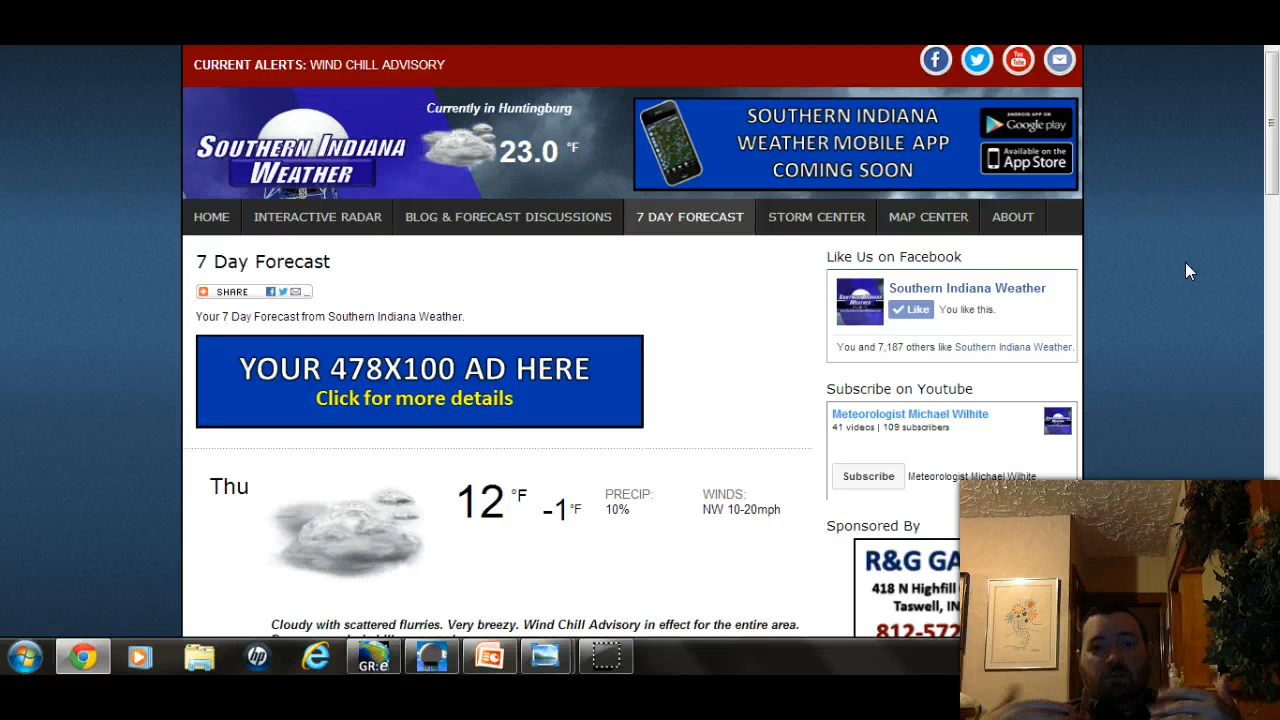 CURRENT ALERTS: WIND CHILL ADVISORY
Currently in Huntingburg
23.0 °F
SOUTHERN INDIANA
WEATHER
SOUTHERN INDIANA
WEATHER MOBILE APP
COMING SOON
ANDROID APP ON
Google play
Available on the
App Store
HOME INTERACTIVE RADAR BLOG & FORECAST DISCUSSIONS 7 DAY FORECAST STORM CENTER MAP CENTER ABOUT
7 Day Forecast
SHARE
Your 7 Day Forecast from Southern Indiana Weather.
YOUR 478X100 AD HERE
Click for more details
Thu
12 °F -1°F
PRECIP:
10%
WINDS:
NW 10-20mph
Cloudy with scattered flurries. Very breezy. Wind Chill Advisory in effect for the entire area.
Like Us on Facebook
Southern Indiana Weather
Like You like this.
You and 7,187 others like Southern Indiana Weather.
Subscribe on Youtube
Meteorologist Michael Wilhite
41 videos | 109 subscribers
Subscribe Meteorologist Michael Wilhite
Sponsored By
R&G GA
418 N Highfill
Taswell, IN
812-572
hp
GR:e